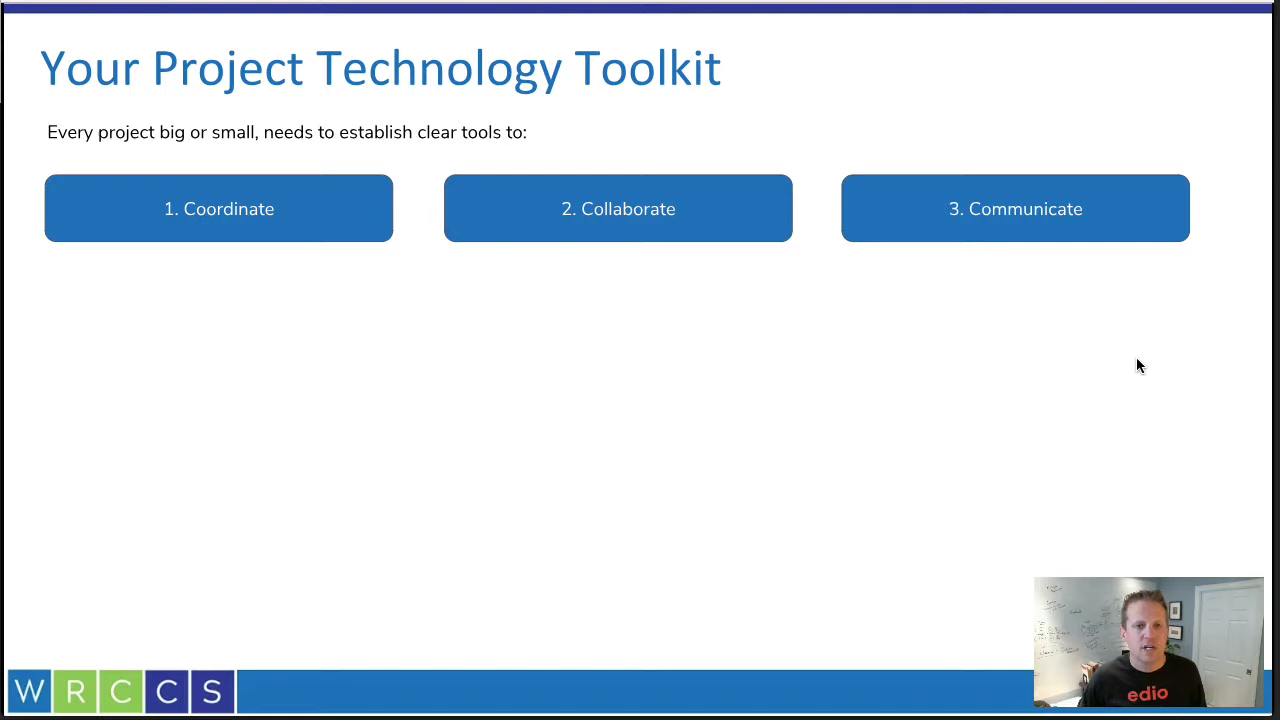 Your Project Technology Toolkit
Every project big or small, needs to establish clear tools to:
1. Coordinate
2. Collaborate
3. Communicate
edio
W R C C S